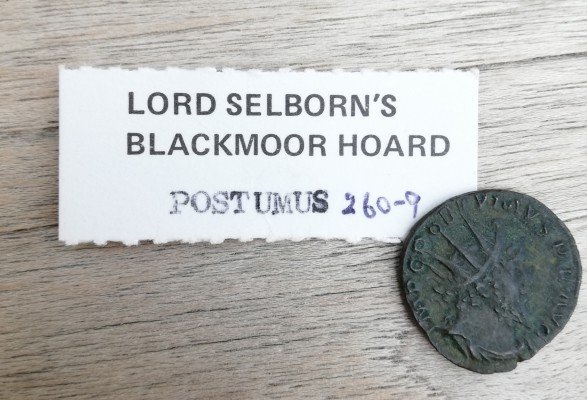 LORD SELBORN'S
BLACKMOOR HOARD
POSTUMUS 260-9